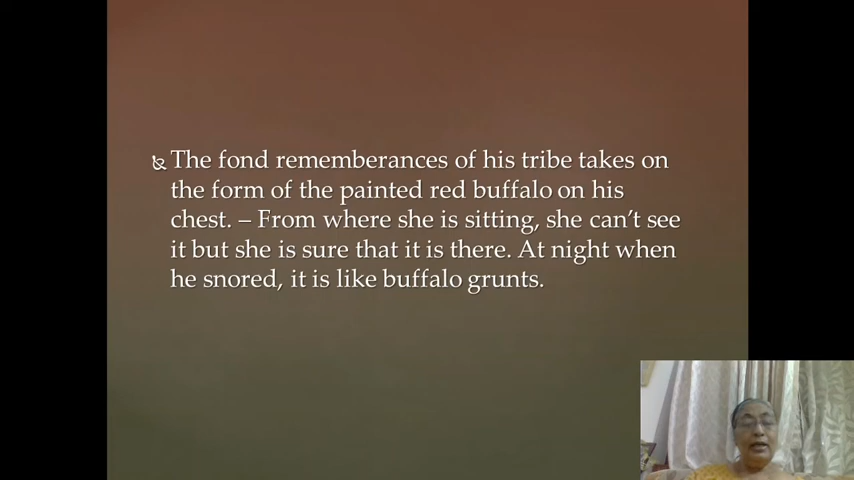 The fond rememberances of his tribe takes on
the form of the painted red buffalo on his
chest. – From where she is sitting, she can't see
it but she is sure that it is there. At night when
he snored, it is like buffalo grunts.